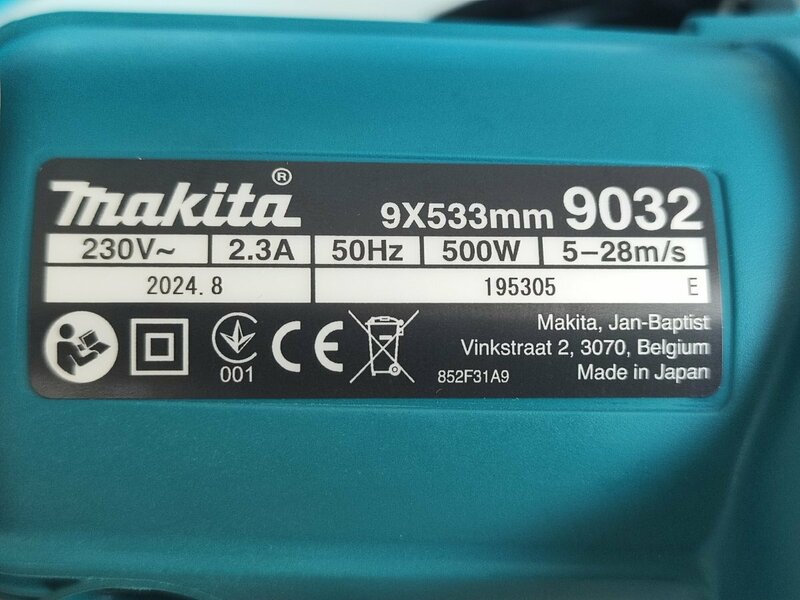 makita®
9X533mm 9032
230V~ 2.3A 50Hz 500W 5-28m/s
2024.8 195305 E
001
CE
Makita, Jan-Baptist
Vinkstraat 2, 3070, Belgium
852F31A9 Made in Japan